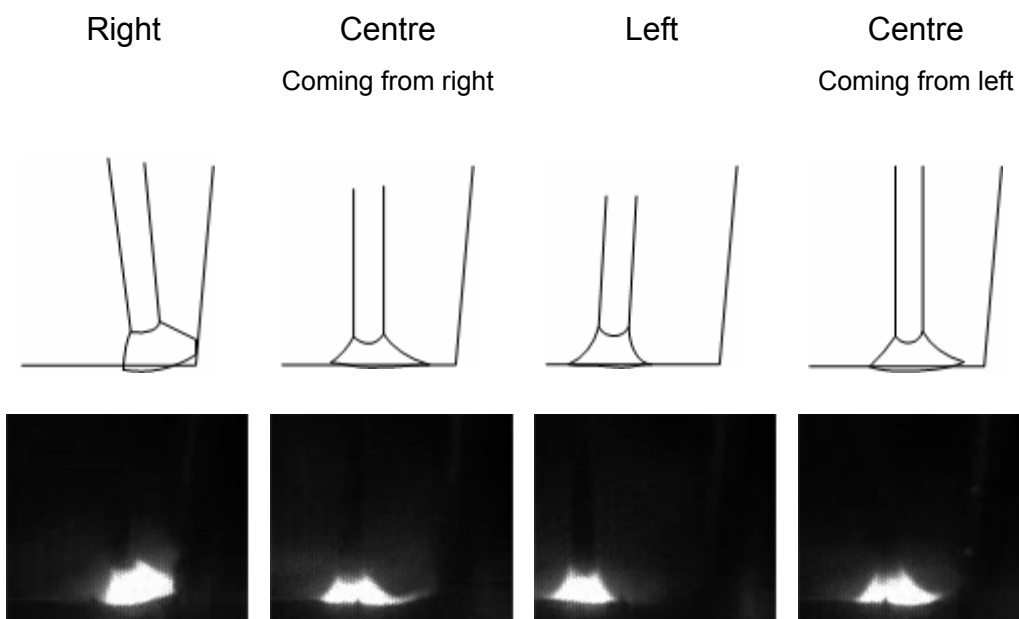 Right
Centre
Left
Centre
Coming from right
Coming from left